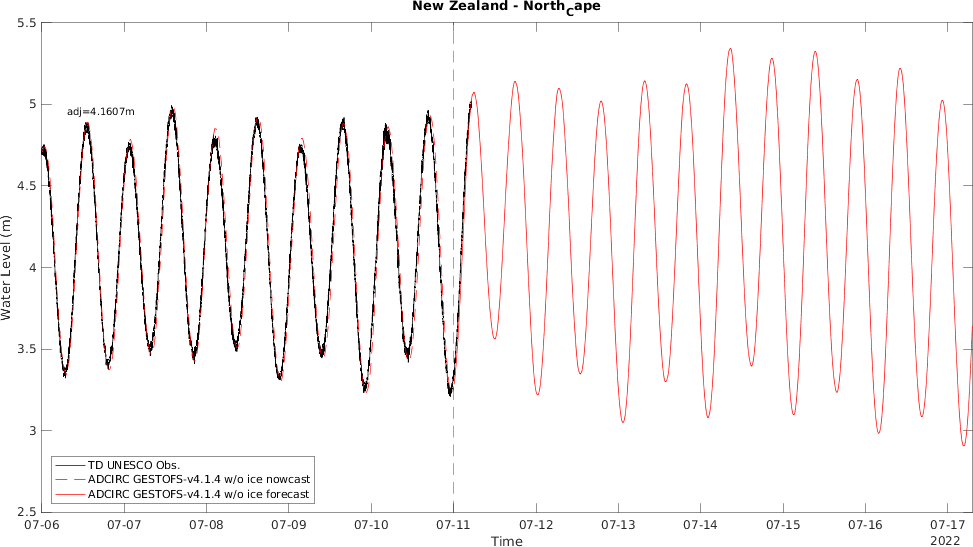 New Zealand - NorthCape
5.5
adj=4.1607m
5
4.5
Water Level (m)
4
3.5
3
TD UNESCO Obs.
ADCIRC GESTOFS-v4.1.4 w/o ice nowcast
ADCIRC GESTOFS-v4.1.4 w/o ice forecast
2.5
07-06 07-07 07-08 07-09 07-10 07-11 07-12 07-13 07-14 07-15 07-16 07-17
Time 2022